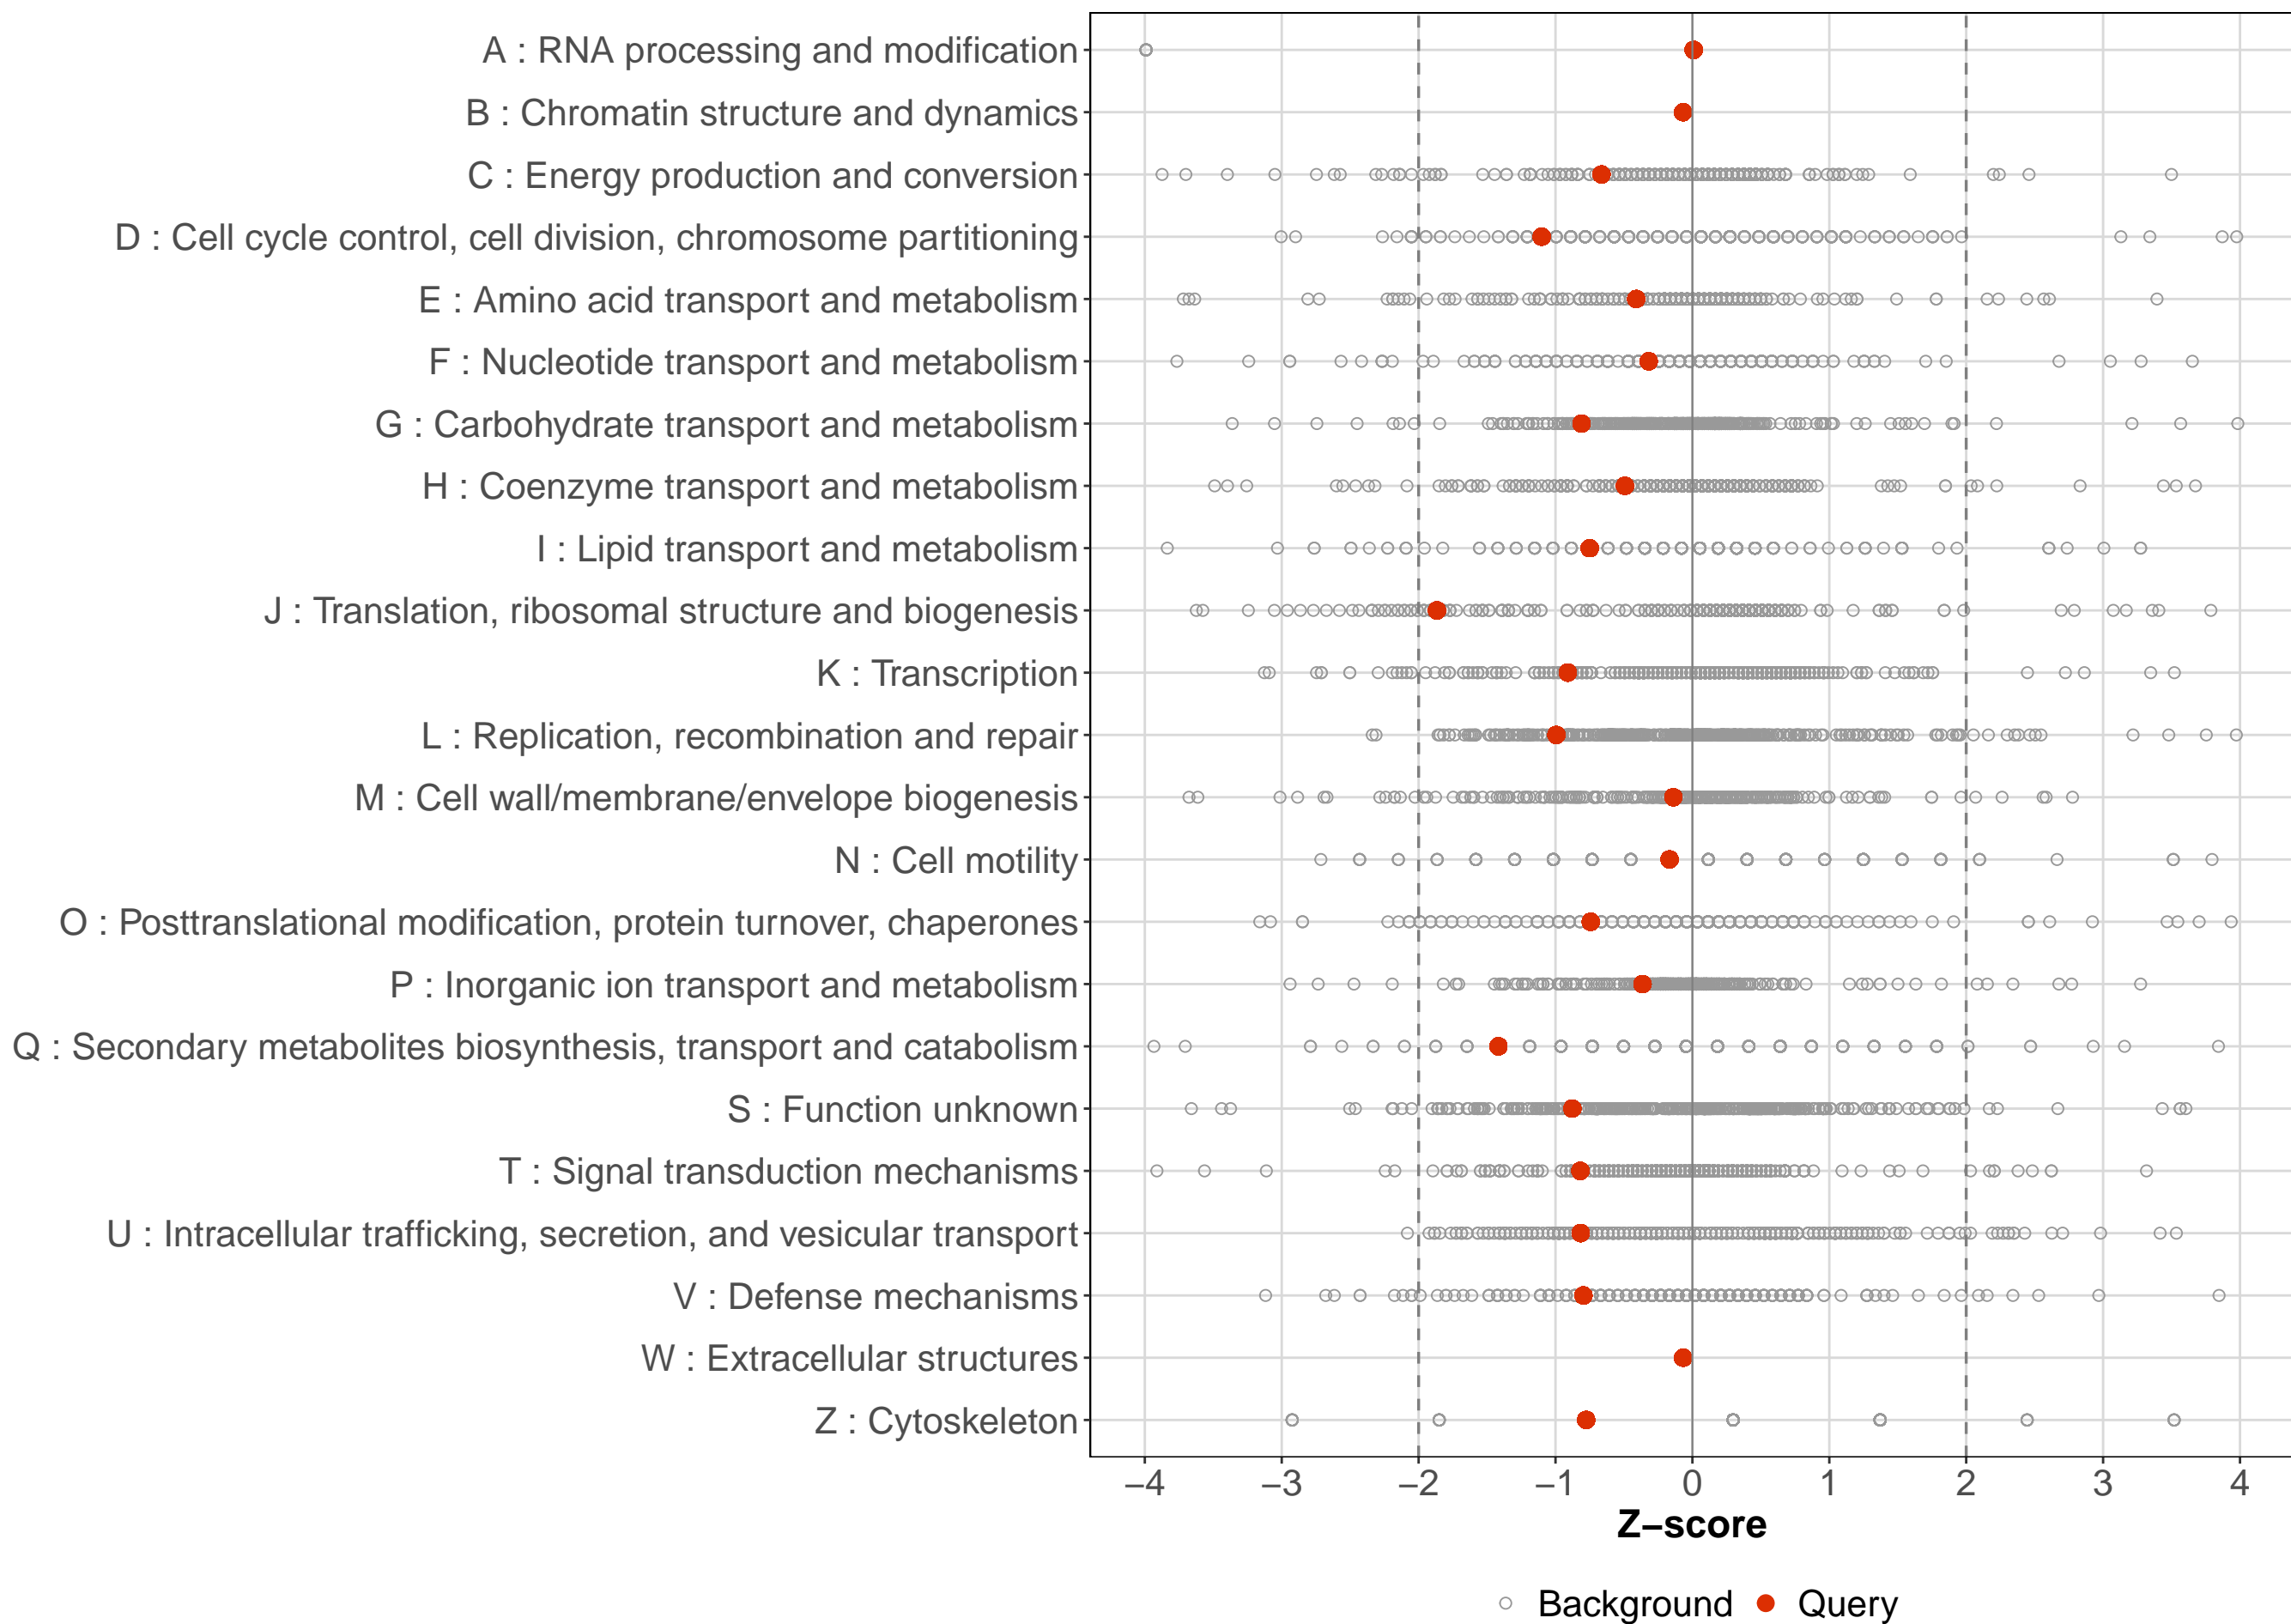 A : RNA processing and modification
B : Chromatin structure and dynamics
C : Energy production and conversion
D : Cell cycle control, cell division, chromosome partitioning
E : Amino acid transport and metabolism
F : Nucleotide transport and metabolism
G : Carbohydrate transport and metabolism
H : Coenzyme transport and metabolism
I : Lipid transport and metabolism
J : Translation, ribosomal structure and biogenesis
K : Transcription
L : Replication, recombination and repair
M : Cell wall/membrane/envelope biogenesis
N : Cell motility
O : Posttranslational modification, protein turnover, chaperones
P : Inorganic ion transport and metabolism
Q : Secondary metabolites biosynthesis, transport and catabolism
S : Function unknown
T : Signal transduction mechanisms
U : Intracellular trafficking, secretion, and vesicular transport
V : Defense mechanisms
W : Extracellular structures
Z : Cytoskeleton
−4 −3 −2 −1 0 1 2 3 4
Z−score
Background Query